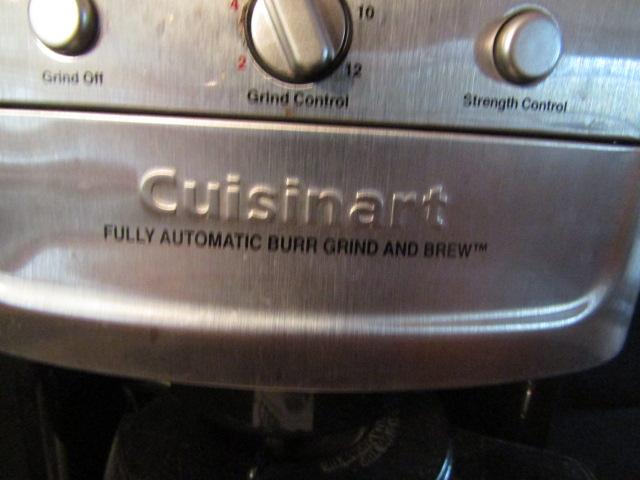 4 10
2 12
Grind Off Grind Control Strength Control
Cuisinart
FULLY AUTOMATIC BURR GRIND AND BREW™